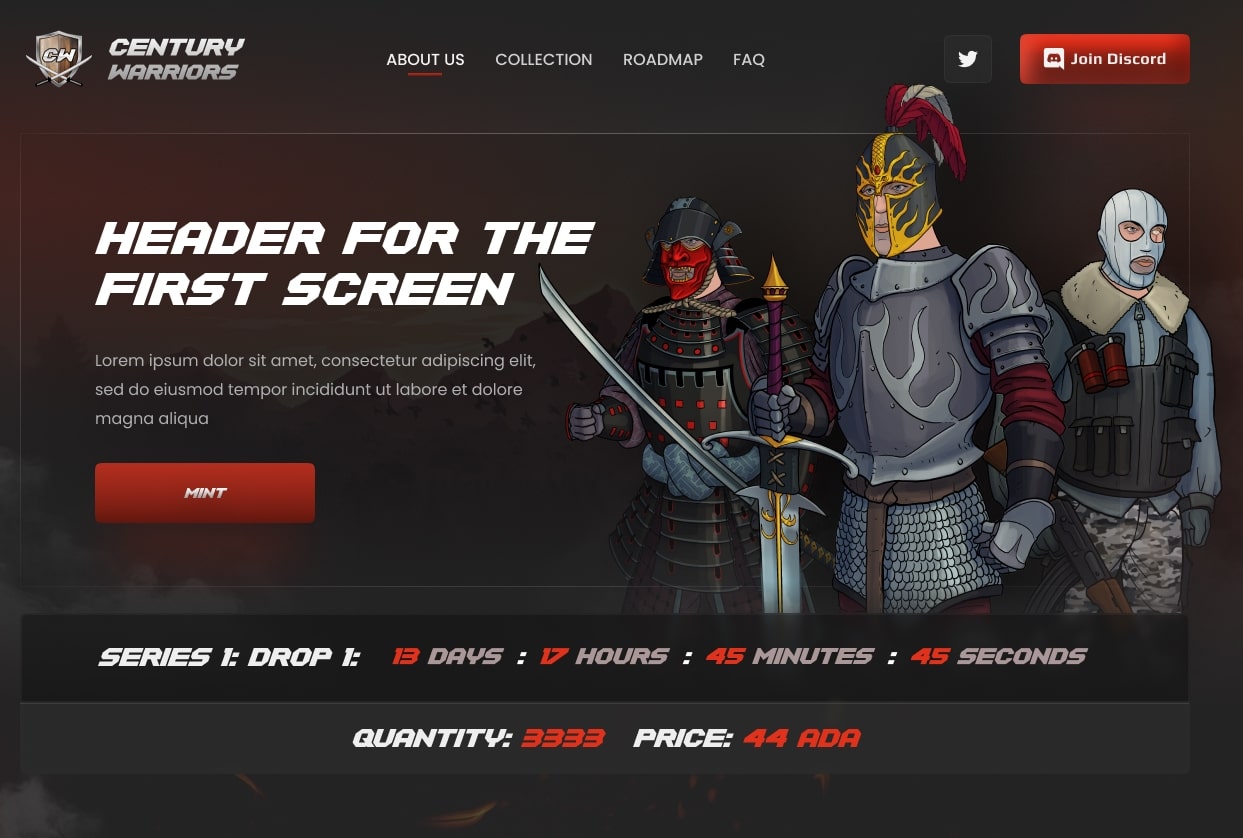 CW
CENTURY
WARRIORS
ABOUT US
COLLECTION
ROADMAP
FAQ
Join Discord
HEADER FOR THE
FIRST SCREEN
Lorem ipsum dolor sit amet, consectetur adipiscing elit,
sed do eiusmod tempor incididunt ut labore et dolore
magna aliqua
MINT
SERIES 1: DROP 1: 13 DAYS : 17 HOURS : 45 MINUTES : 45 SECONDS
QUANTITY: 3333 PRICE: 44 ADA